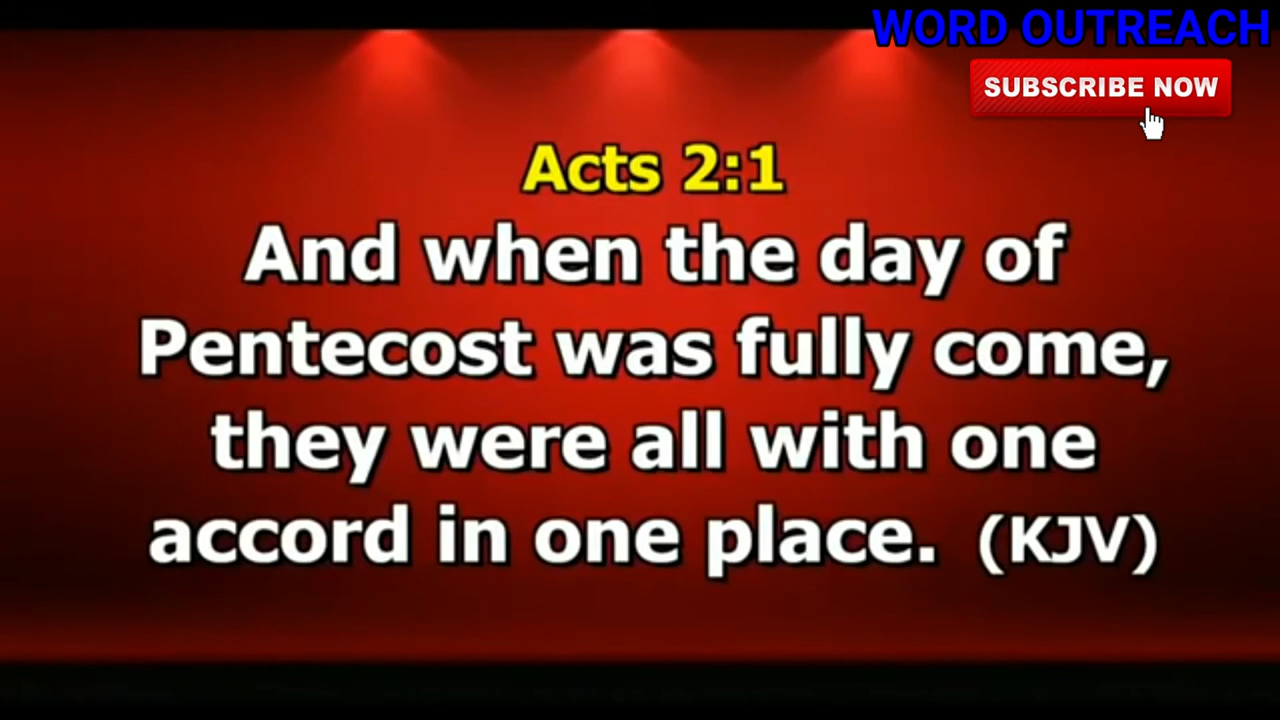 WORD OUTREACH
SUBSCRIBE NOW
Acts 2:1
And when the day of
Pentecost was fully come,
they were all with one
accord in one place. (KJV)